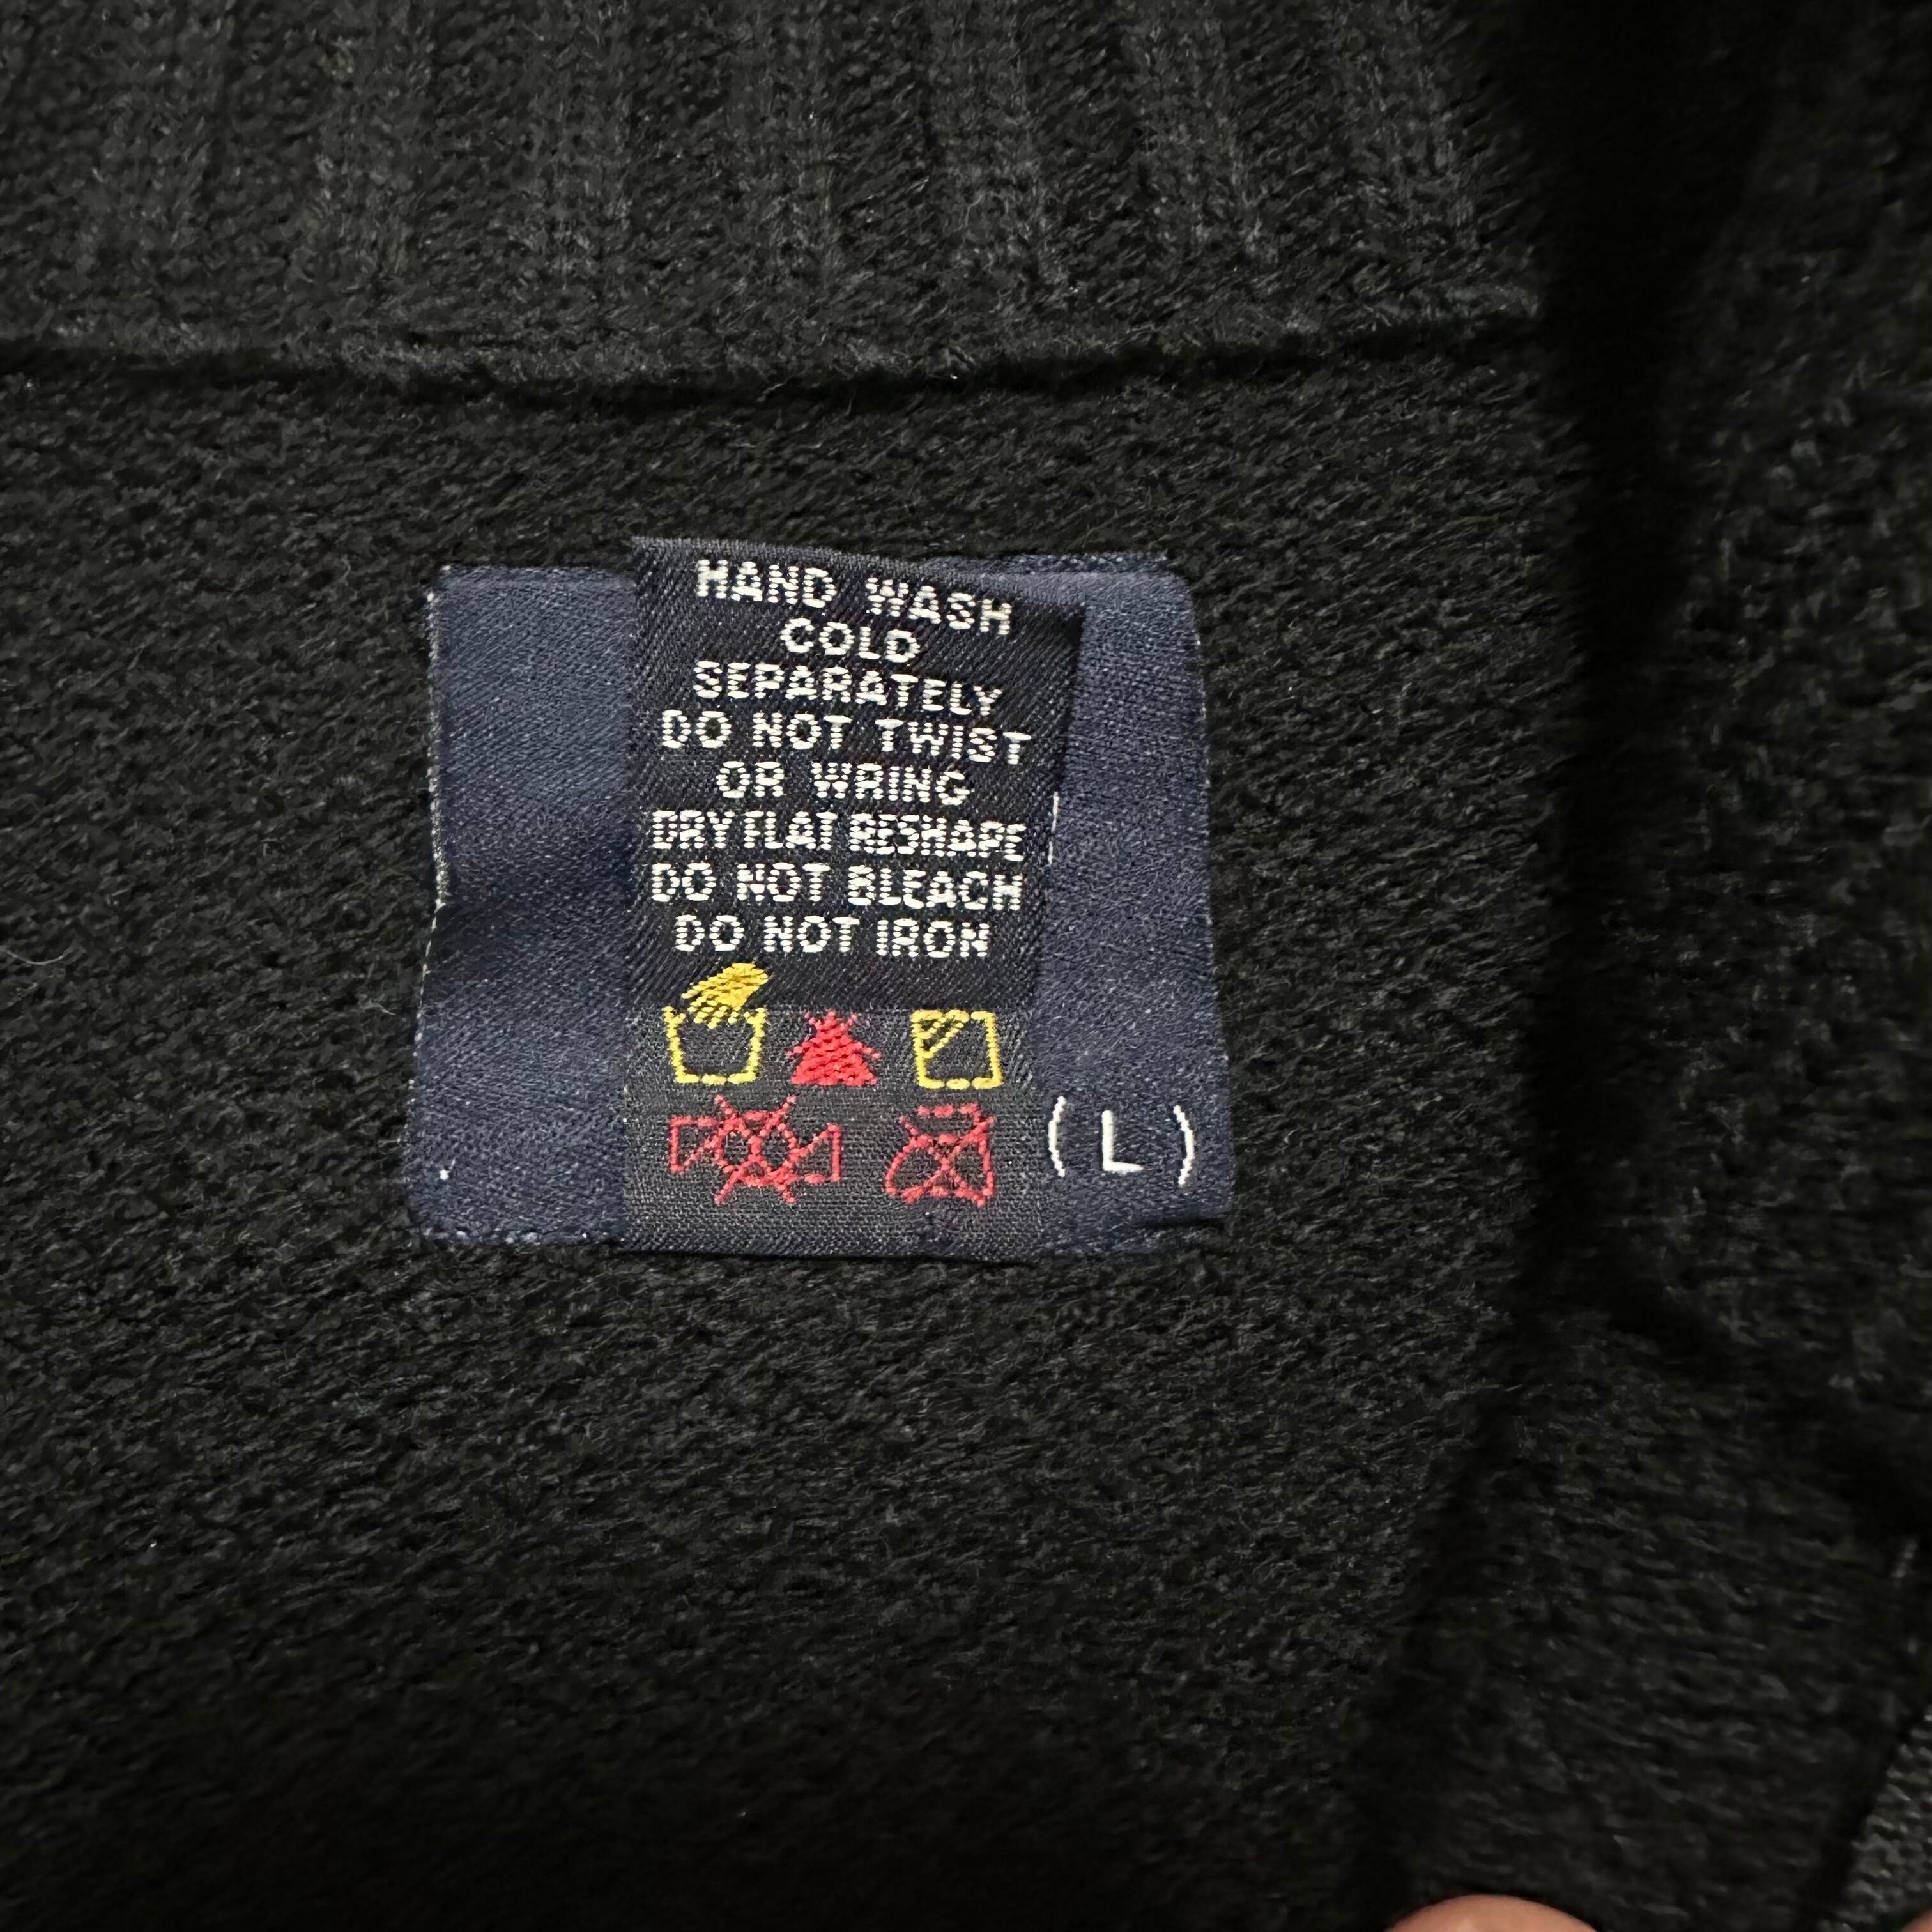 HAND WASH
COLD
SEPARATELY
DO NOT TWIST
OR WRING
DRY FLAT RESHAPE
DO NOT BLEACH
DO NOT IRON
(L)